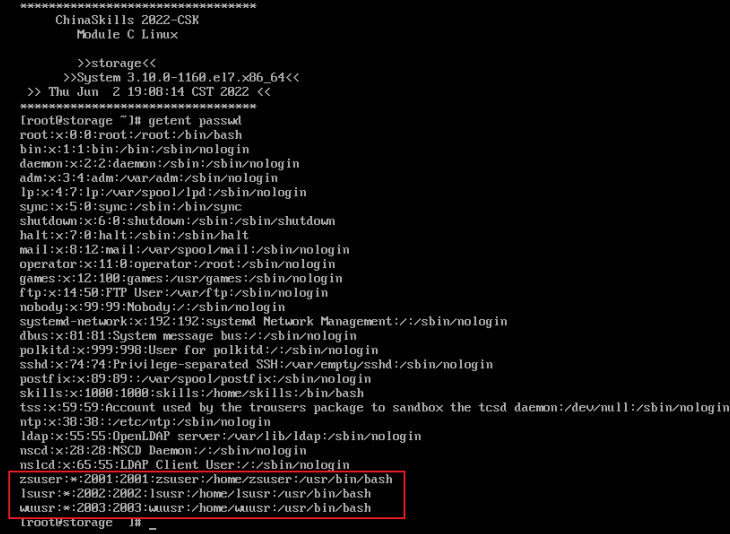 *********************************
ChinaSkills 2022-CSK
Module C Linux
>>storage<<
>>System 3.10.0-1160.el7.x86_64<<
>> Thu Jun  2 19:08:14 CST 2022 <<
*********************************
[root@storage ~]# getent passwd
root:x:0:0:root:/root:/bin/bash
bin:x:1:1:bin:/bin:/sbin/nologin
daemon:x:2:2:daemon:/sbin:/sbin/nologin
adm:x:3:4:adm:/var/adm:/sbin/nologin
lp:x:4:7:lp:/var/spool/lpd:/sbin/nologin
sync:x:5:0:sync:/sbin:/bin/sync
shutdown:x:6:0:shutdown:/sbin:/sbin/shutdown
halt:x:7:0:halt:/sbin:/sbin/halt
mail:x:8:12:mail:/var/spool/mail:/sbin/nologin
operator:x:11:0:operator:/root:/sbin/nologin
games:x:12:100:games:/usr/games:/sbin/nologin
ftp:x:14:50:FTP User:/var/ftp:/sbin/nologin
nobody:x:99:99:Nobody:/:/sbin/nologin
systemd-network:x:192:192:systemd Network Management:/:/sbin/nologin
dbus:x:81:81:System message bus:/:/sbin/nologin
polkitd:x:999:998:User for polkitd:/:/sbin/nologin
sshd:x:74:74:Privilege-separated SSH:/var/empty/sshd:/sbin/nologin
postfix:x:89:89::/var/spool/postfix:/sbin/nologin
skills:x:1000:1000:skills:/home/skills:/bin/bash
tss:x:59:59:Account used by the trousers package to sandbox the tcsd daemon:/dev/null:/sbin/nologin
ntp:x:38:38::/etc/ntp:/sbin/nologin
ldap:x:55:55:OpenLDAP server:/var/lib/ldap:/sbin/nologin
nscd:x:28:28:NSCD Daemon:/:/sbin/nologin
nslcd:x:65:55:LDAP Client User:/:/sbin/nologin
zsuser:*:2001:2001:zsuser:/home/zsuser:/usr/bin/bash
lsusr:*:2002:2002:lsusr:/home/lsusr:/usr/bin/bash
wuusr:*:2003:2003:wuusr:/home/wuusr:/usr/bin/bash
[root@storage ~]# _